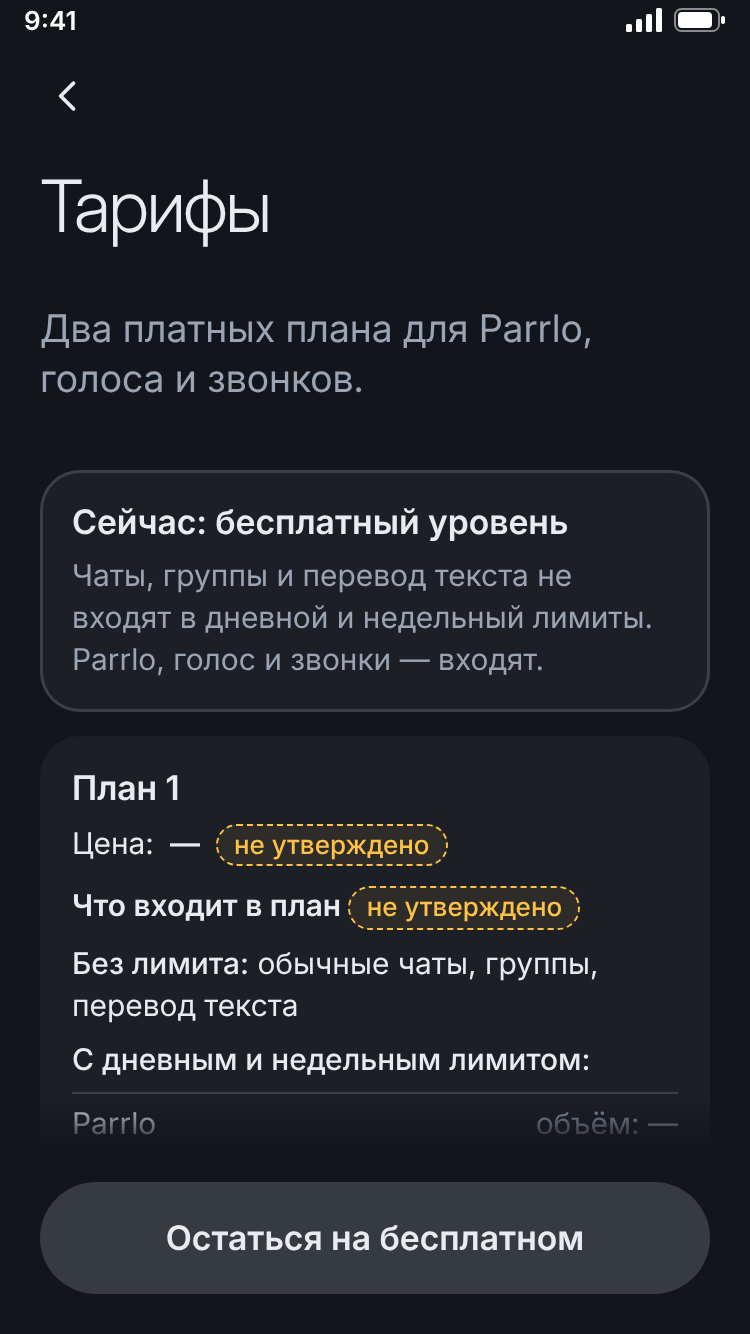 9:41
Тарифы
Два платных плана для Parrlo,
голоса и звонков.
Сейчас: бесплатный уровень
Чаты, группы и перевод текста не
входят в дневной и недельный лимиты.
Parrlo, голос и звонки — входят.
План 1
Цена: — не утверждено
Что входит в план не утверждено
Без лимита: обычные чаты, группы,
перевод текста
С дневным и недельным лимитом:
Parrlo объём: —
Остаться на бесплатном